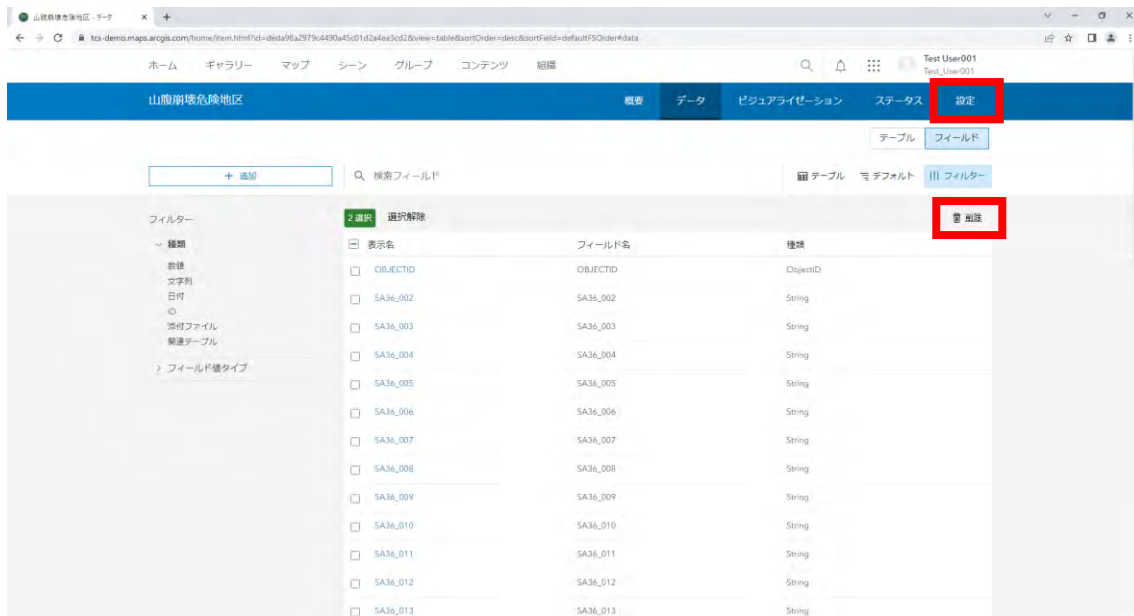 山腹崩壊危険地区 - データ
tcs-demo.maps.arcgis.com/home/item.html?id=deda98a2979c4490a45c01d2a4ea3cd2&view=table&sortOrder=desc&sortField=defaultFSOrder#data
ホーム ギャラリー マップ シーン グループ コンテンツ 組織
Test User001
Test_User001
山腹崩壊危険地区 概要 データ ビジュアライゼーション ステータス 設定
テーブル フィールド
+ 追加 検索フィールド テーブル デフォルト フィルター
フィルター 2 選択 選択解除 削除
種類 表示名 フィールド名 種類
数値 OBJECTID OBJECTID ObjectID
文字列
日付 SA36_002 SA36_002 String
ID
添付ファイル SA36_003 SA36_003 String
関連テーブル
SA36_004 SA36_004 String
フィールド値タイプ
SA36_005 SA36_005 String
SA36_006 SA36_006 String
SA36_007 SA36_007 String
SA36_008 SA36_008 String
SA36_009 SA36_009 String
SA36_010 SA36_010 String
SA36_011 SA36_011 String
SA36_012 SA36_012 String
SA36_013 SA36_013 String